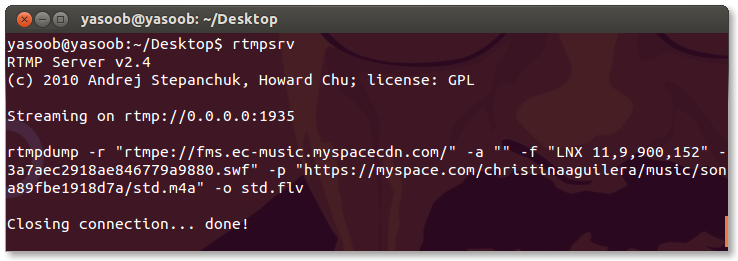 yasoob@yasoob: ~/Desktop
yasoob@yasoob:~/Desktop$ rtmpsrv
RTMP Server v2.4
(c) 2010 Andrej Stepanchuk, Howard Chu; license: GPL
Streaming on rtmp://0.0.0.0:1935
rtmpdump -r "rtmpe://fms.ec-music.myspacecdn.com/" -a "" -f "LNX 11,9,900,152" -
3a7aec2918ae846779a9880.swf" -p "https://myspace.com/christinaaguilera/music/son
a89fbe1918d7a/std.m4a" -o std.flv
Closing connection... done!